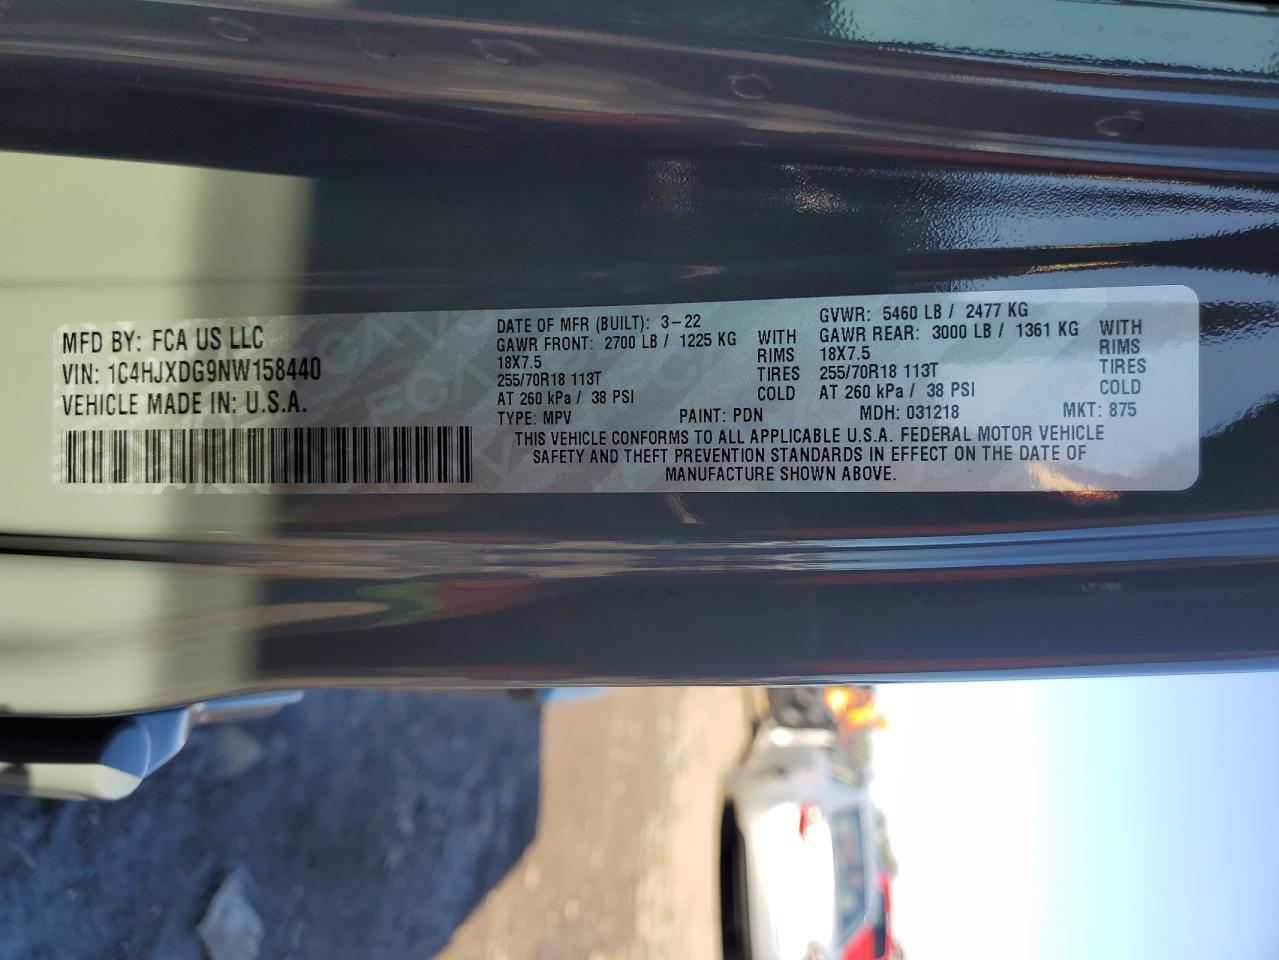 MFD BY: FCA US LLC
VIN: 1C4HJXDG9NW158440
VEHICLE MADE IN: U.S.A.
DATE OF MFR (BUILT): 3-22
GAWR FRONT: 2700 LB / 1225 KG WITH
18X7.5 RIMS
255/70R18 113T TIRES
AT 260 kPa / 38 PSI COLD
GVWR: 5460 LB / 2477 KG
GAWR REAR: 3000 LB / 1361 KG WITH
18X7.5 RIMS
255/70R18 113T TIRES
AT 260 kPa / 38 PSI COLD
TYPE: MPV PAINT: PDN MDH: 031218 MKT: 875
THIS VEHICLE CONFORMS TO ALL APPLICABLE U.S.A. FEDERAL MOTOR VEHICLE
SAFETY AND THEFT PREVENTION STANDARDS IN EFFECT ON THE DATE OF
MANUFACTURE SHOWN ABOVE.